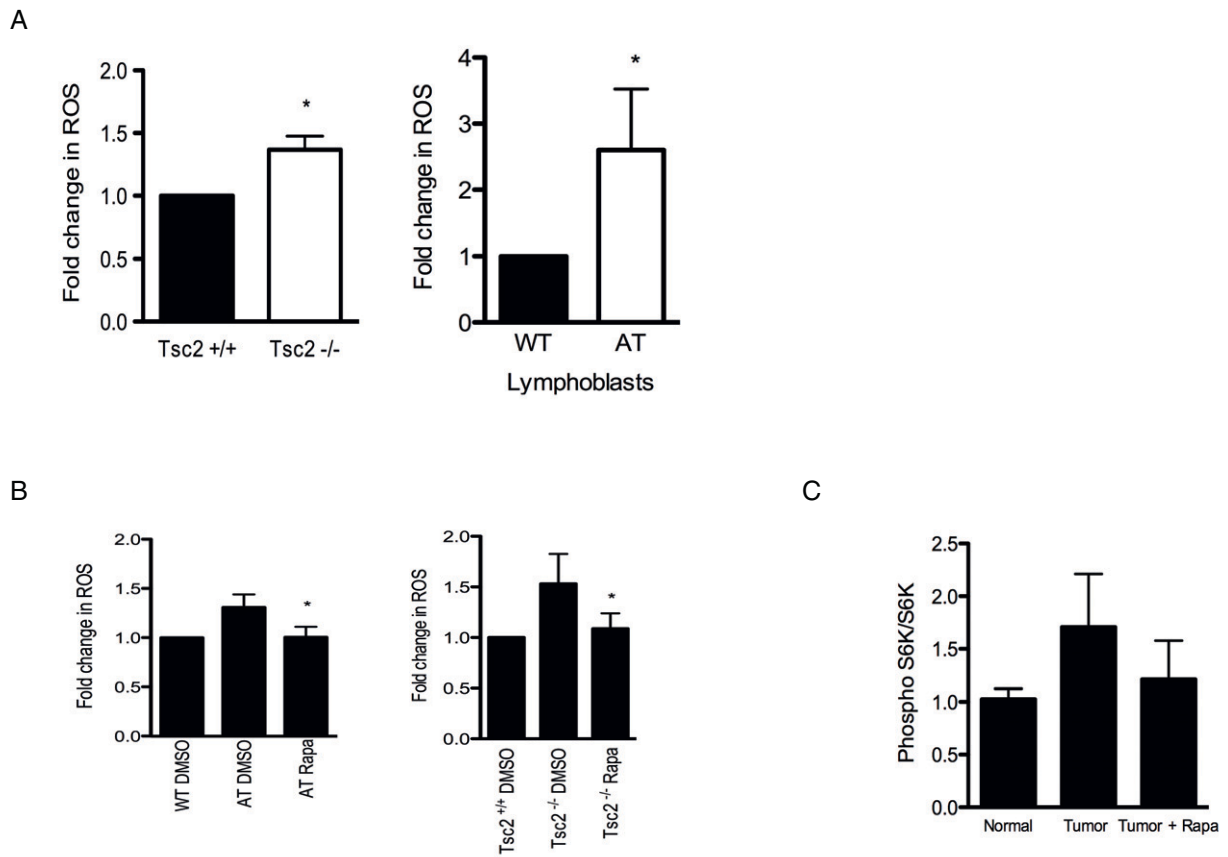 A
Fold change in ROS
2.0
1.5
1.0
0.5
0.0
*
Tsc2 +/+
Tsc2 -/-
Fold change in ROS
4
3
2
1
0
*
WT
AT
Lymphoblasts
B
Fold change in ROS
2.0
1.5
1.0
0.5
0.0
*
WT DMSO
AT DMSO
AT Rapa
Fold change in ROS
2.0
1.5
1.0
0.5
0.0
*
Tsc2 +/+ DMSO
Tsc2 -/- DMSO
Tsc2 -/- Rapa
C
Phospho S6K/S6K
2.5
2.0
1.5
1.0
0.5
0.0
Normal
Tumor
Tumor + Rapa